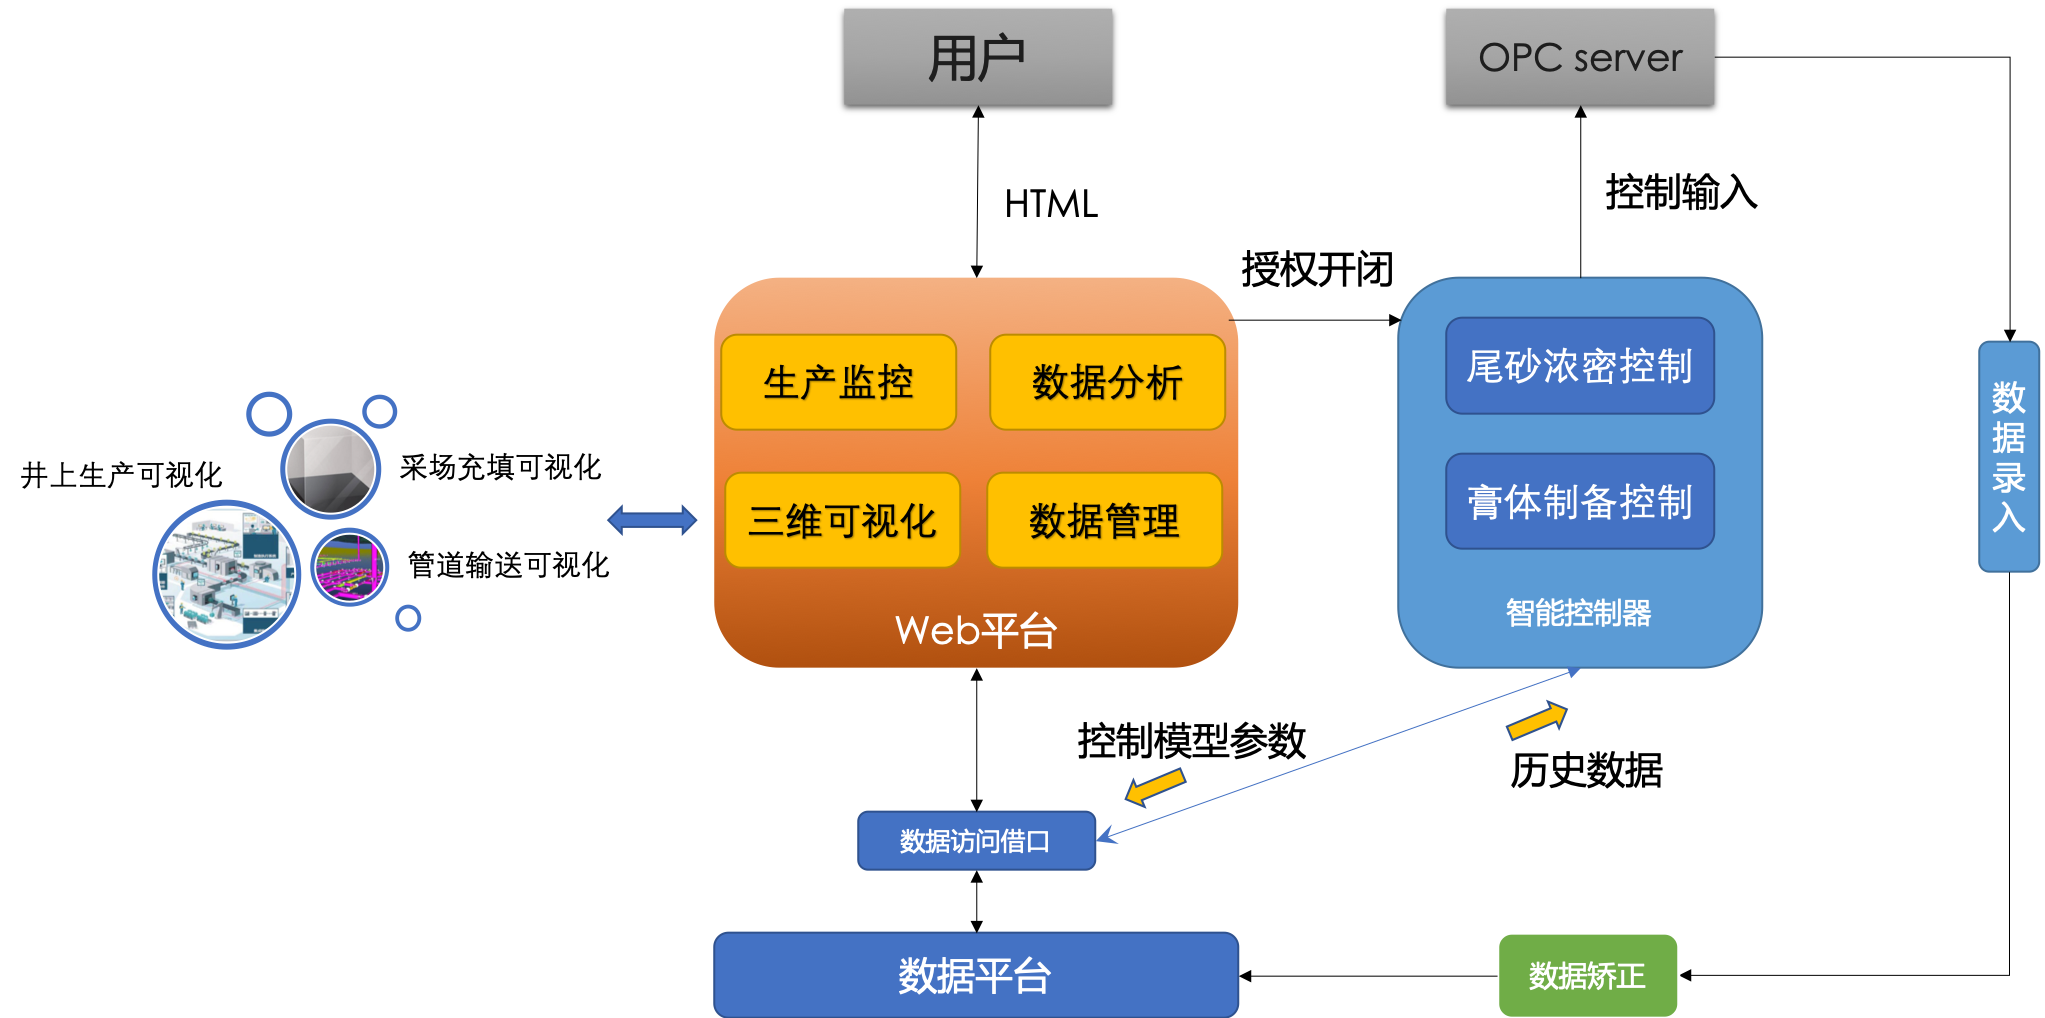 用户
OPC server
HTML
控制输入
授权开闭
生产监控
数据分析
三维可视化
数据管理
Web平台
尾砂浓密控制
膏体制备控制
智能控制器
数据录入
井上生产可视化
采场充填可视化
管道输送可视化
控制模型参数
历史数据
数据访问借口
数据平台
数据矫正